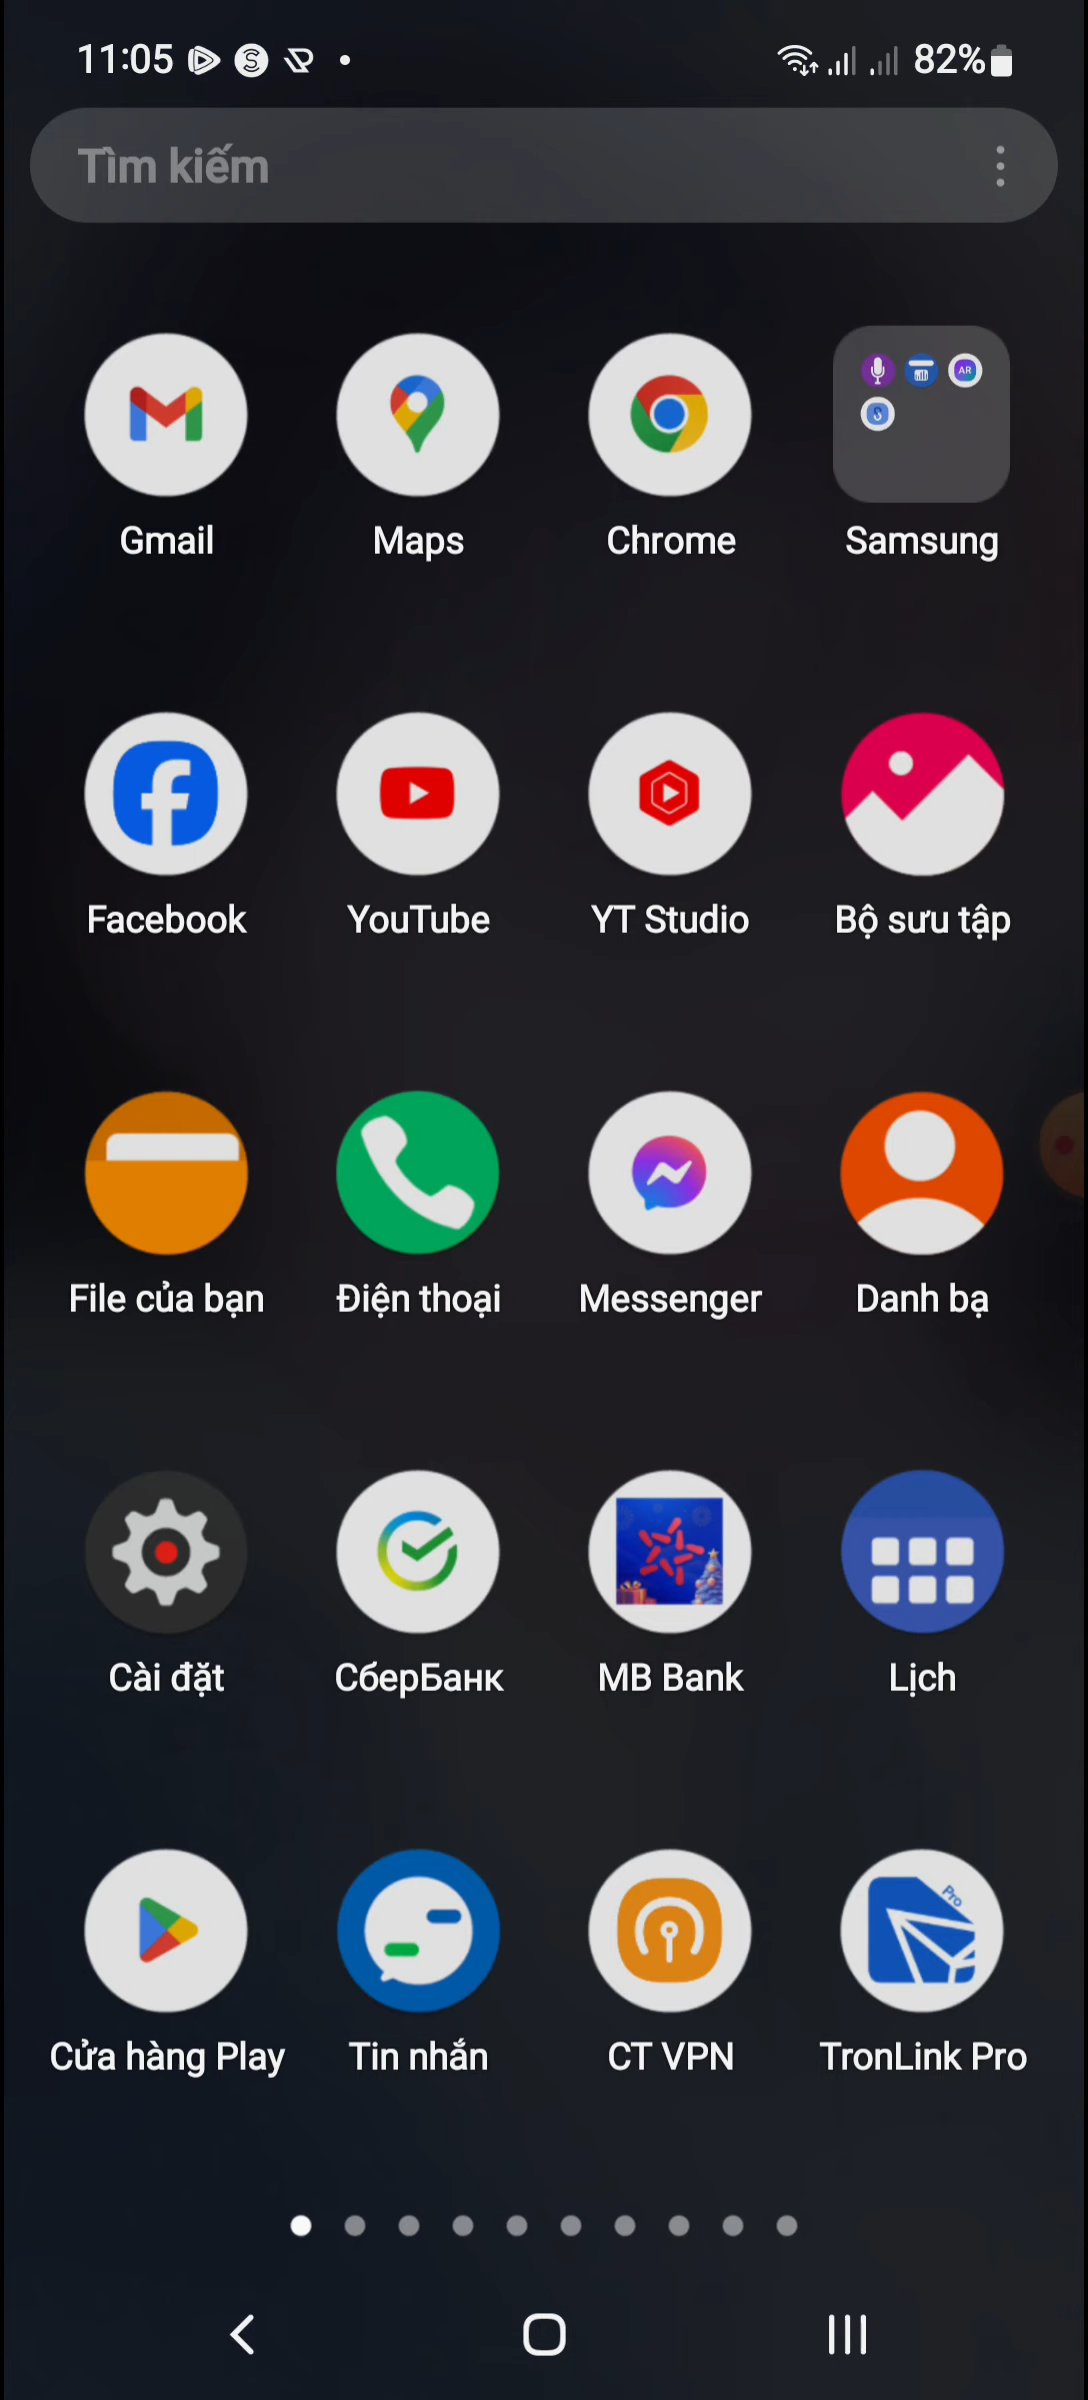 11:05 82%
Tìm kiếm
Gmail Maps Chrome Samsung
AR
Facebook YouTube YT Studio Bộ sưu tập
File của bạn Điện thoại Messenger Danh bạ
Cài đặt СберБанк MB Bank Lịch
Pro
Cửa hàng Play Tin nhắn CT VPN TronLink Pro